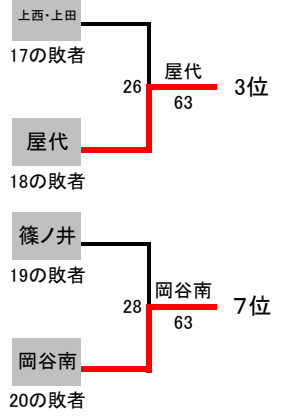 上西・上田
17の敗者
26
屋代
63
3位
屋代
18の敗者
篠ノ井
19の敗者
28
岡谷南
63
7位
岡谷南
20の敗者